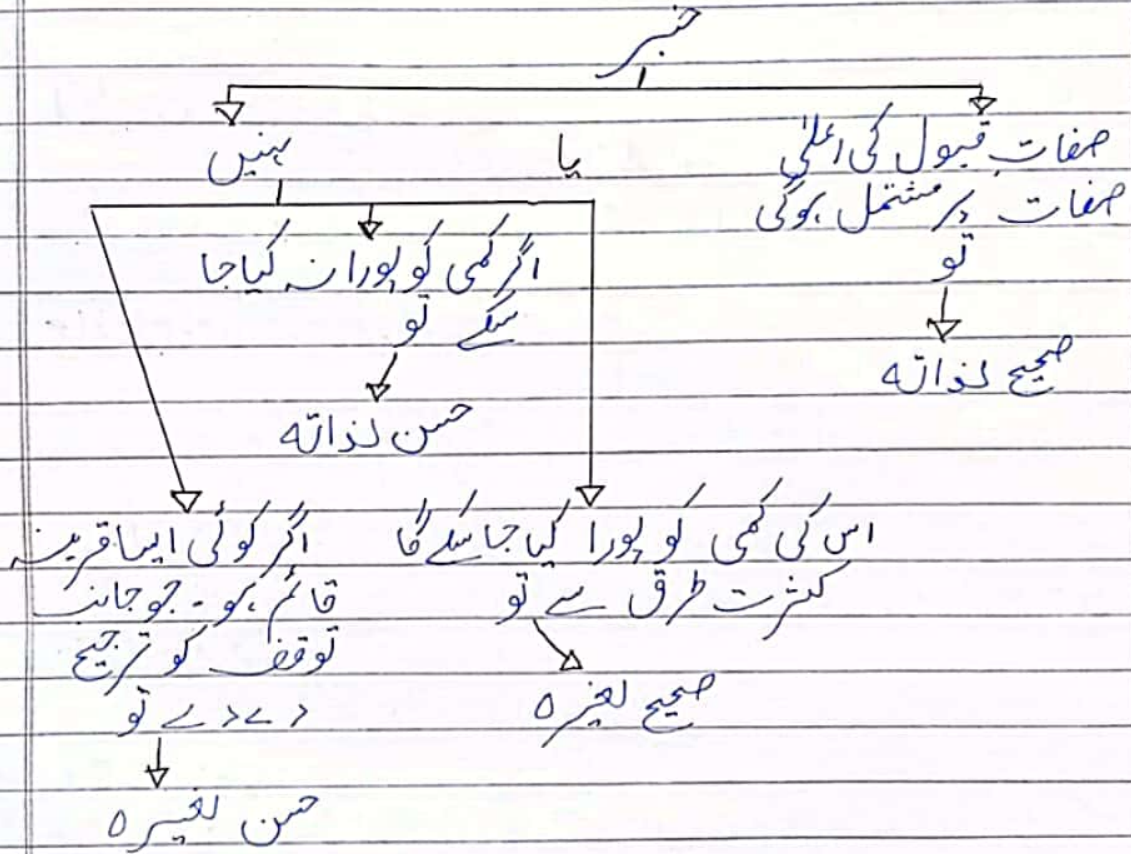 خبر
صفاتِ قبول کی اعلیٰ
صفات پر مشتمل ہوگی
تو
صحیح لذاتہ
یا
نہیں
اگر کمی کو پورا نہ کیا جا
سکے تو
حسن لذاتہ
اس کی کمی کو پورا کیا جا سکے گا
کثرت طرق سے تو
صحیح لغیرہ
اگر کوئی ایسا قرینہ
قائم ہو - جو جانب
توقف کو ترجیح
دے دے تو
حسن لغیرہ